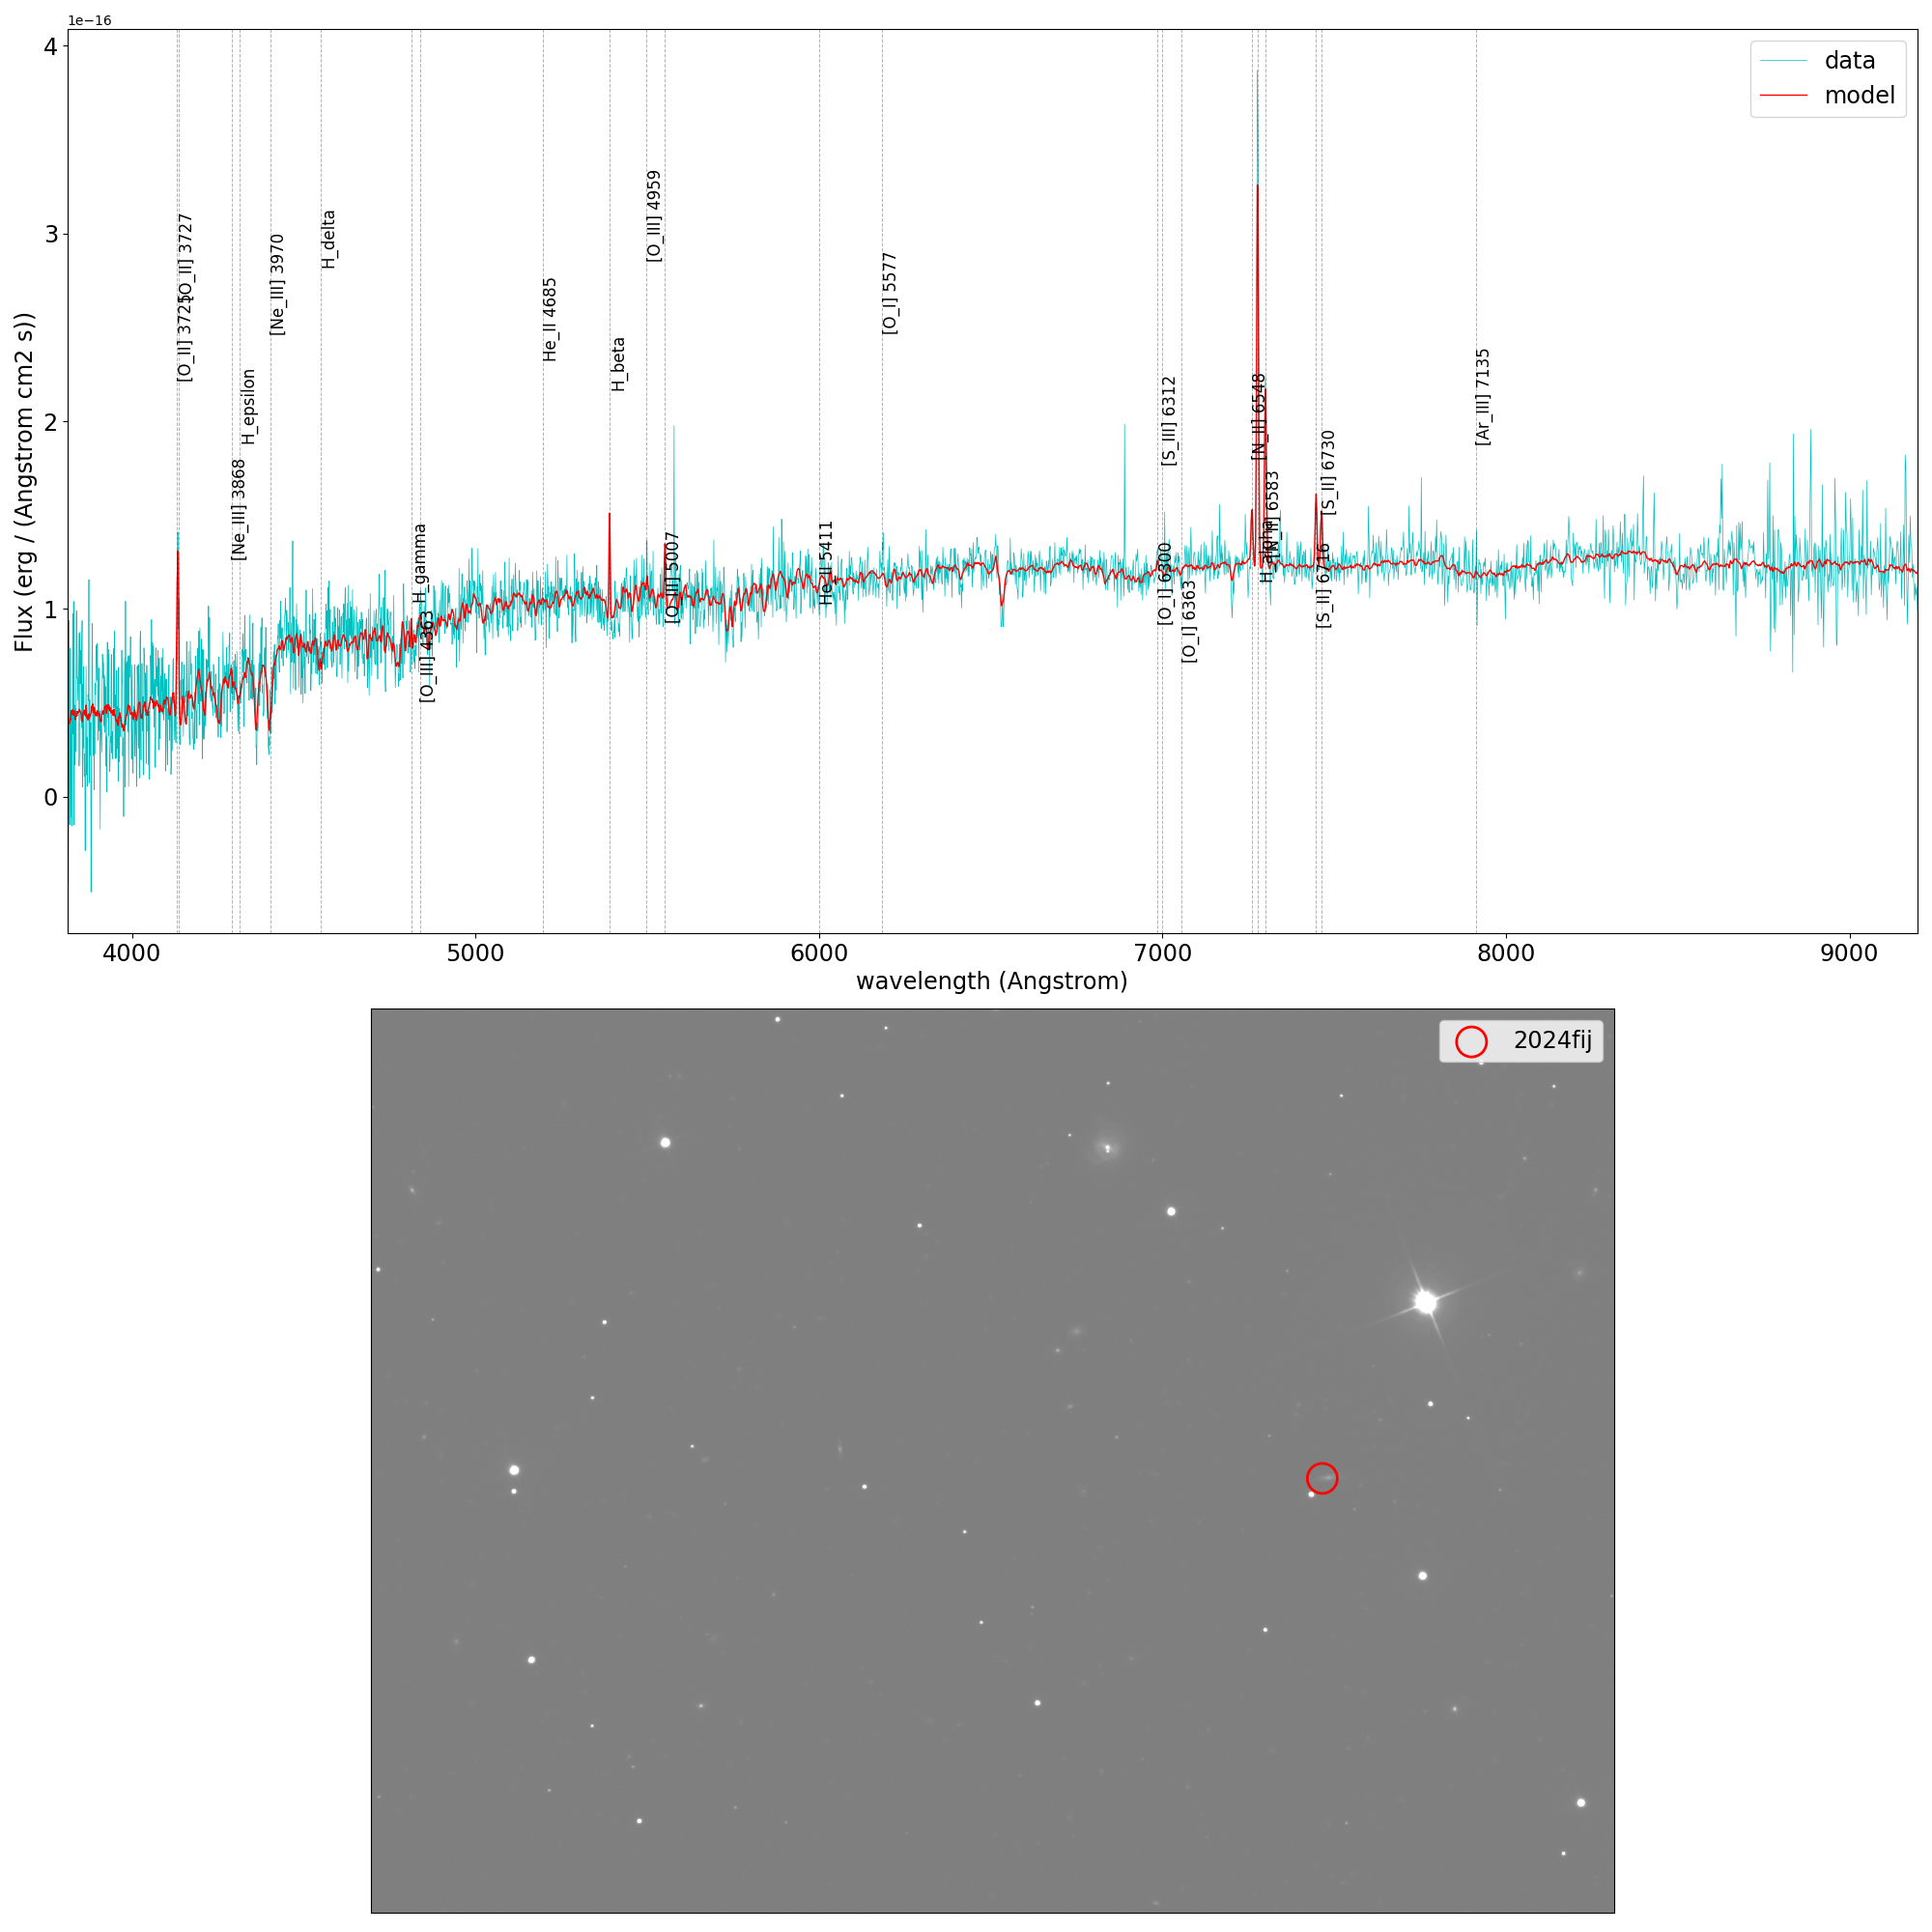 1e−16
4
3
2
1
0
Flux (erg / (Angstrom cm2 s))
data
model
[O_II] 3725
[O_II] 3727
[Ne_III] 3868
H_epsilon
[Ne_III] 3970
H_delta
H_gamma
[O_III] 4363
He_II 4685
H_beta
[O_III] 4959
[O_III] 5007
HeII 5411
[O_I] 5577
[O_I] 6300
[S_III] 6312
[O_I] 6363
[N_II] 6548
H_alpha
[N_II] 6583
[S_II] 6716
[S_II] 6730
[Ar_III] 7135
4000
5000
6000
7000
8000
9000
wavelength (Angstrom)
2024fij